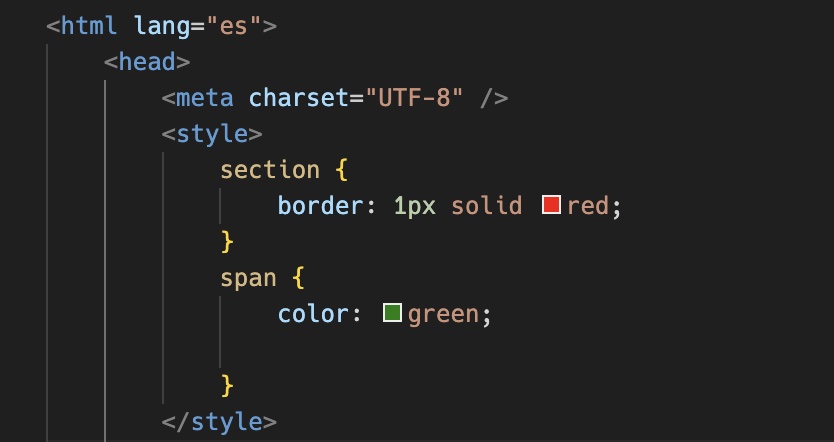 <html lang="es">
<head>
<meta charset="UTF-8" />
<style>
section {
border: 1px solid red;
}
span {
color: green;
}
</style>